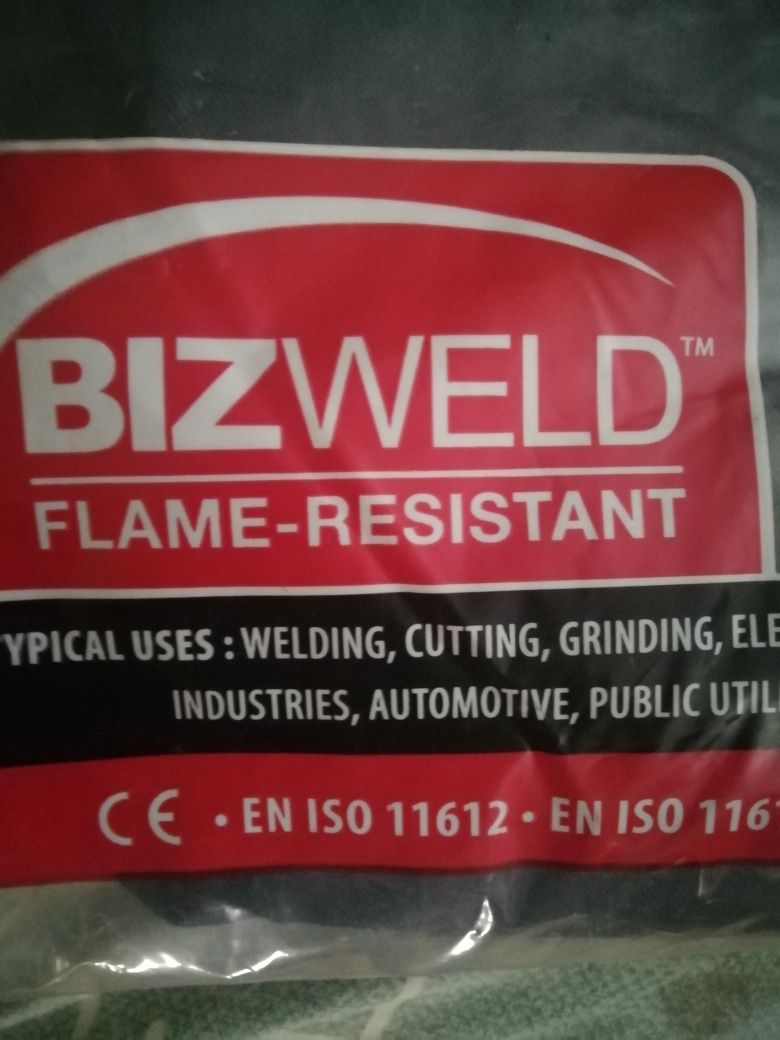 BIZWELD™
FLAME-RESISTANT
TYPICAL USES : WELDING, CUTTING, GRINDING,
INDUSTRIES, AUTOMOTIVE, PUBLIC
CE • EN ISO 11612 • EN ISO